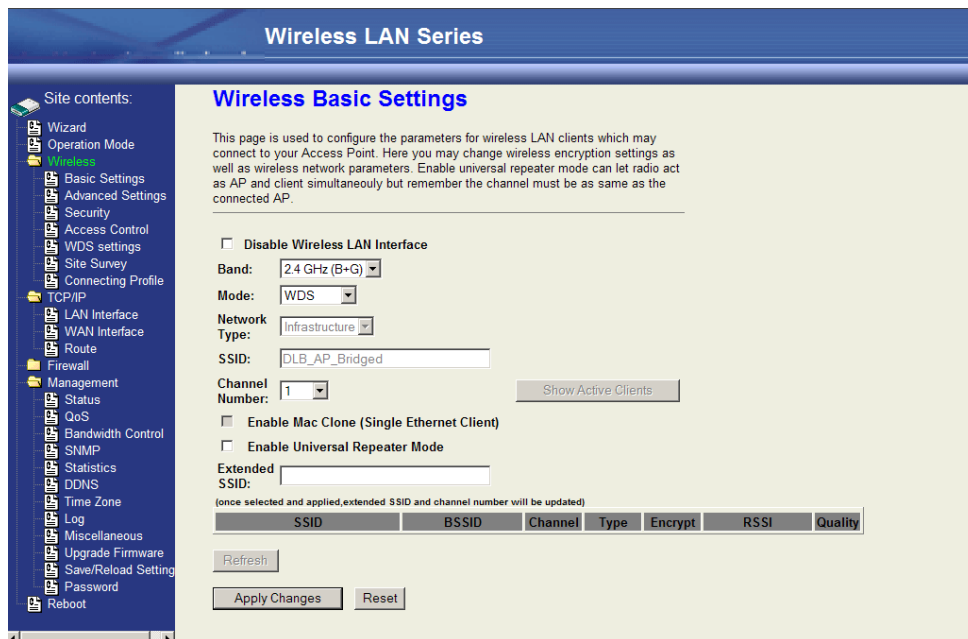 Wireless LAN Series
Site contents:
Wizard
Operation Mode
Wireless
Basic Settings
Advanced Settings
Security
Access Control
WDS settings
Site Survey
Connecting Profile
TCP/IP
LAN Interface
WAN Interface
Route
Firewall
Management
Status
QoS
Bandwidth Control
SNMP
Statistics
DDNS
Time Zone
Log
Miscellaneous
Upgrade Firmware
Save/Reload Setting
Password
Reboot
Wireless Basic Settings
This page is used to configure the parameters for wireless LAN clients which may
connect to your Access Point. Here you may change wireless encryption settings as
well as wireless network parameters. Enable universal repeater mode can let radio act
as AP and client simultaneouly but remember the channel must be as same as the
connected AP.
Disable Wireless LAN Interface
Band: 2.4 GHz (B+G)
Mode: WDS
Network
Type: Infrastructure
SSID: DLB_AP_Bridged
Channel
Number: 1 Show Active Clients
Enable Mac Clone (Single Ethernet Client)
Enable Universal Repeater Mode
Extended
SSID:
(once selected and applied,extended SSID and channel number will be updated)
SSID BSSID Channel Type Encrypt RSSI Quality
Refresh
Apply Changes Reset